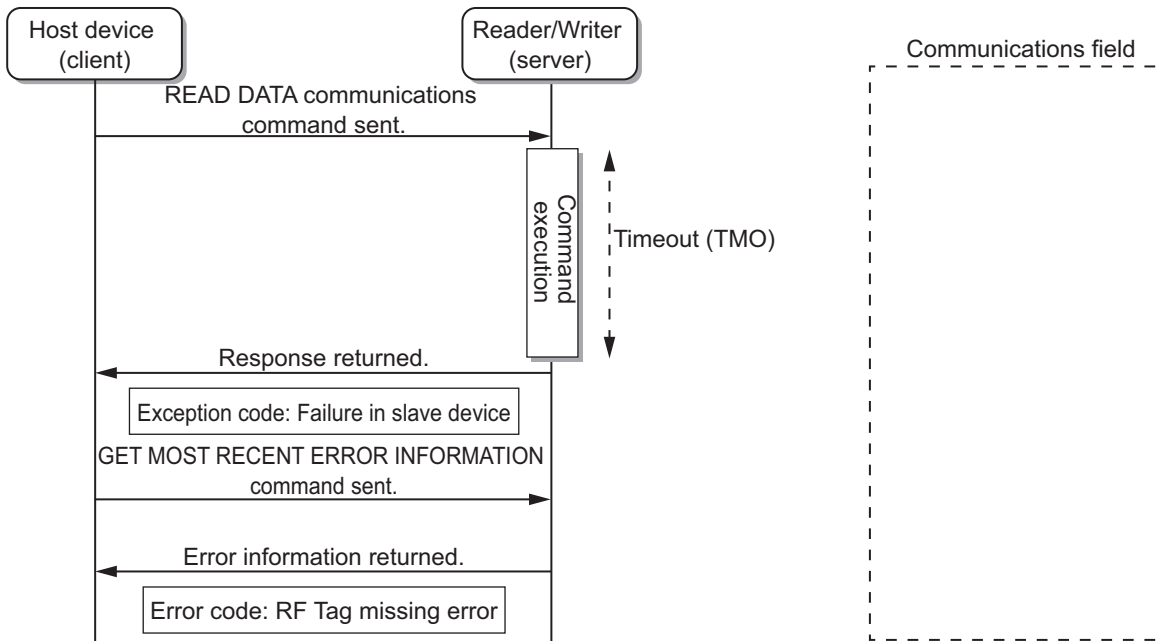 Host device
(client)
Reader/Writer
(server)
Communications field
READ DATA communications
command sent.
Command
execution
Timeout (TMO)
Response returned.
Exception code: Failure in slave device
GET MOST RECENT ERROR INFORMATION
command sent.
Error information returned.
Error code: RF Tag missing error